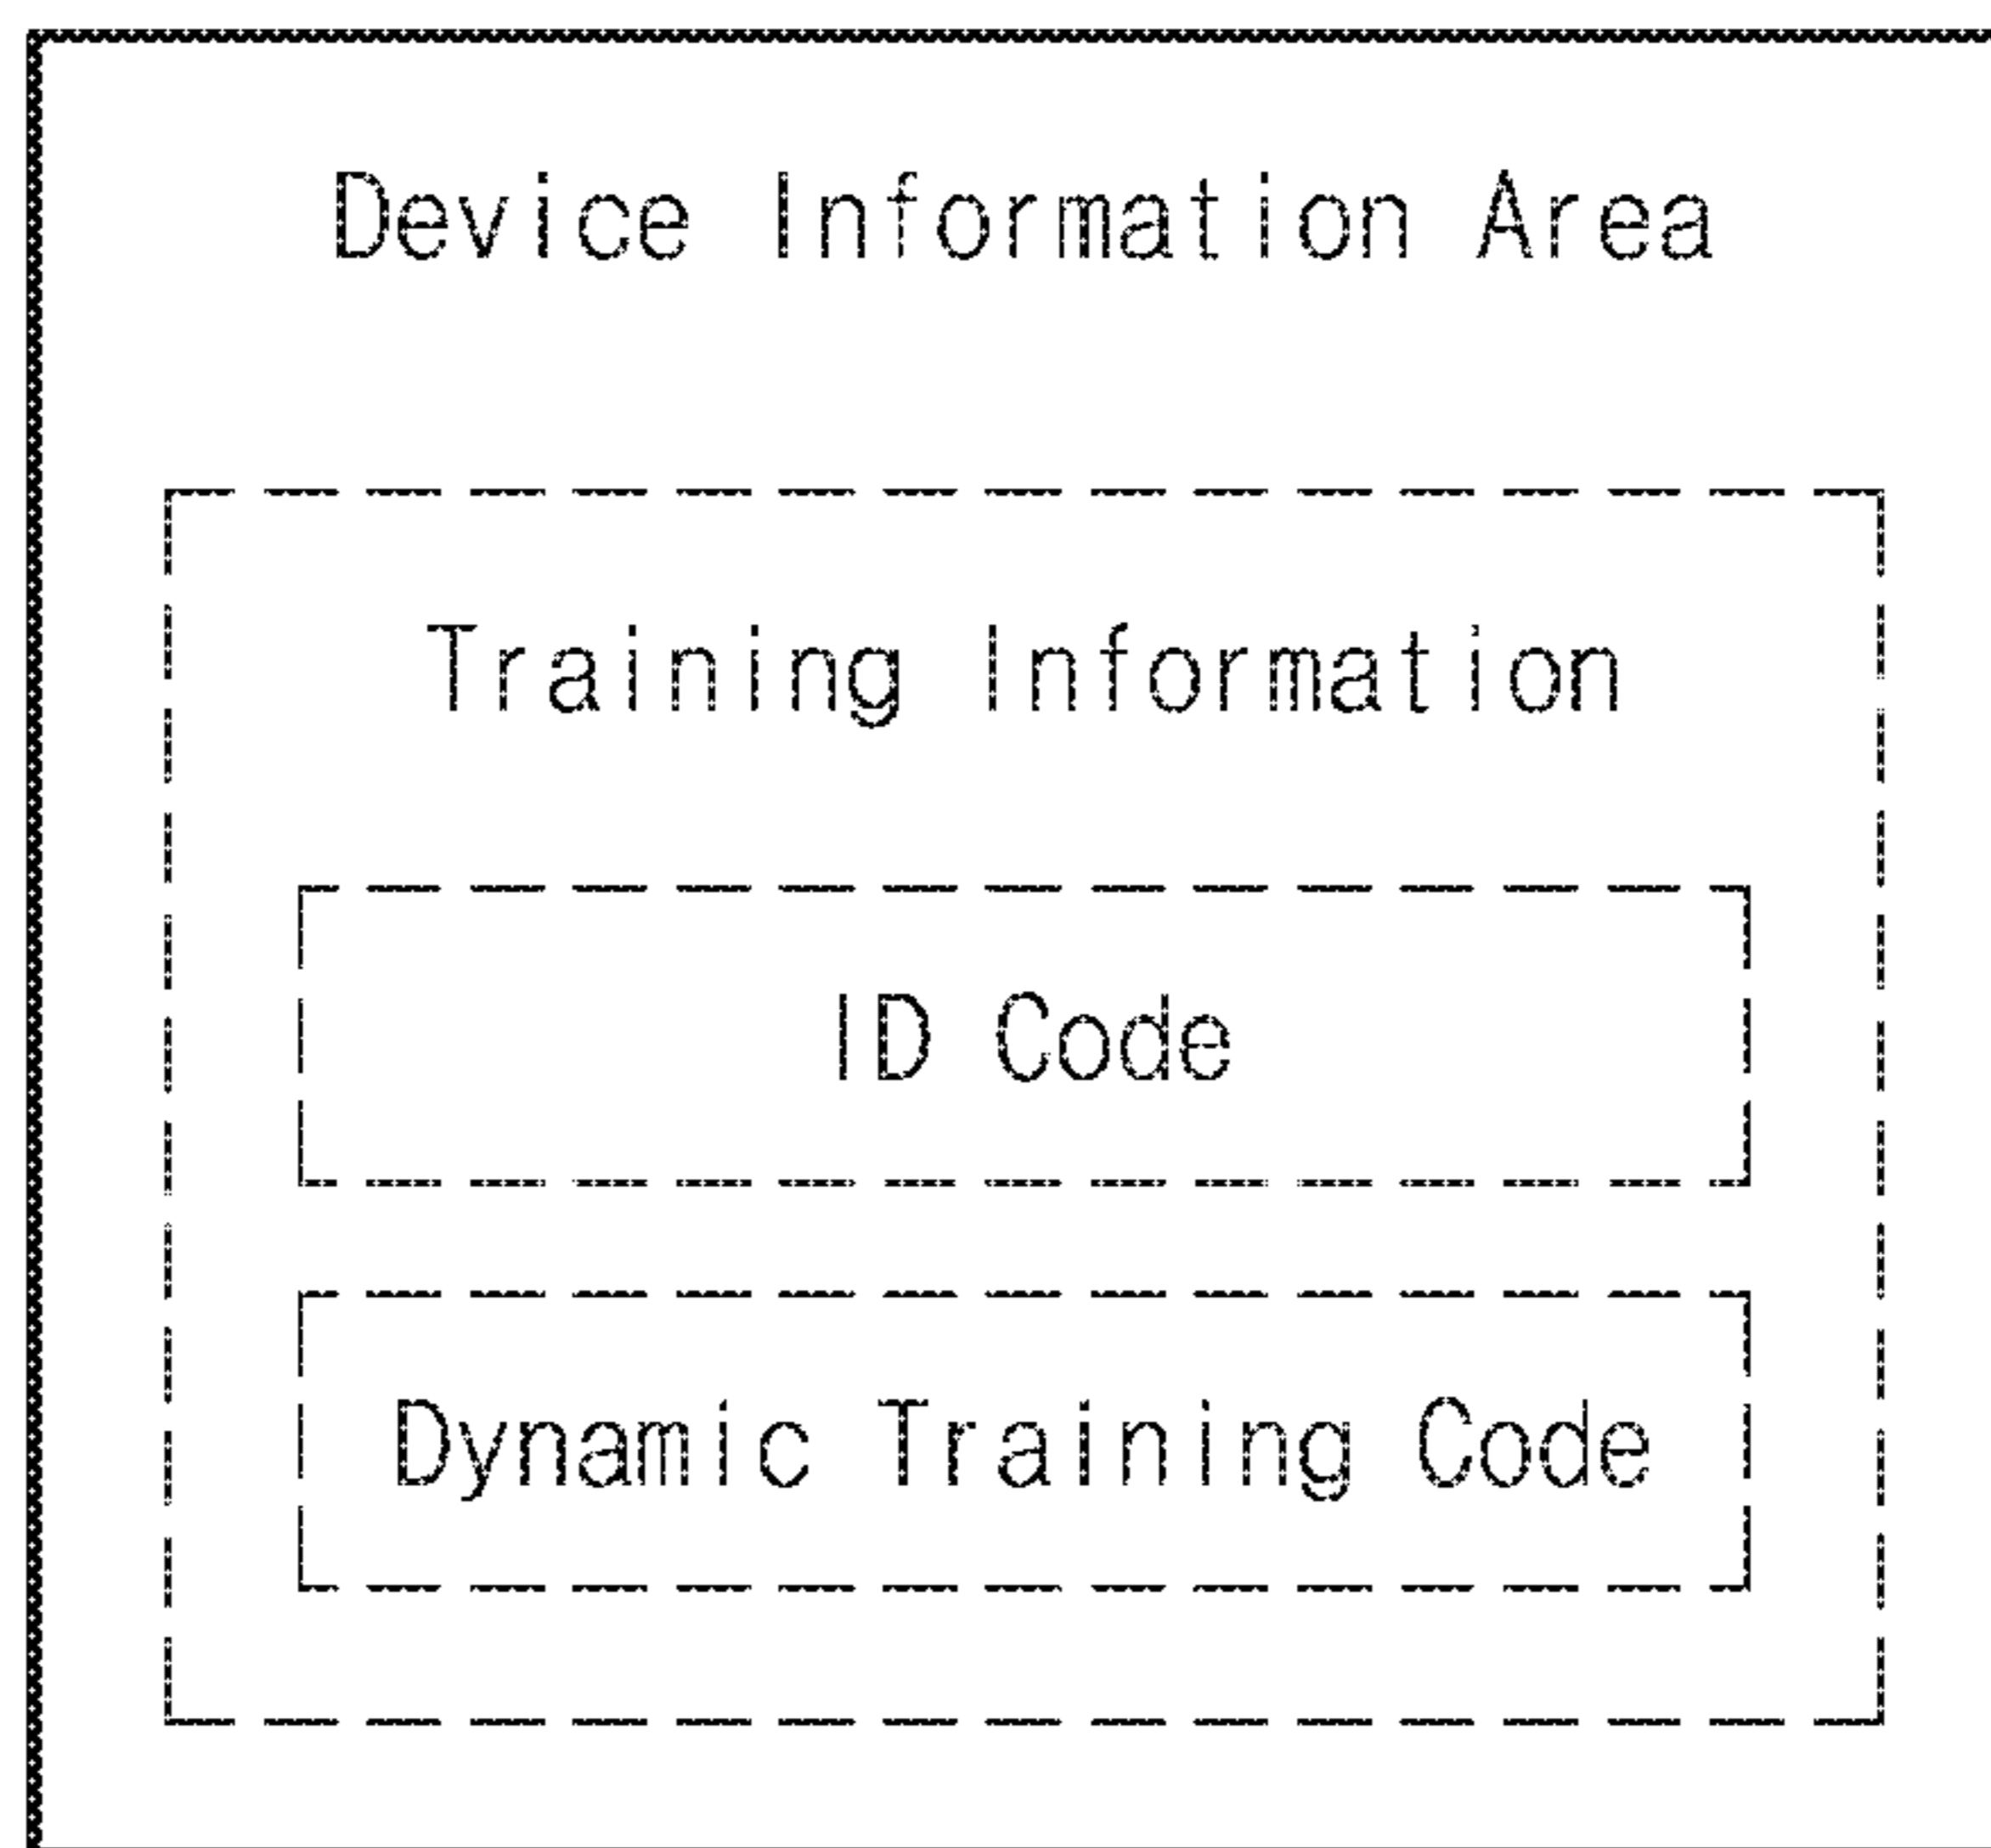 Device Information Area
Training Information
ID Code
Dynamic Training Code